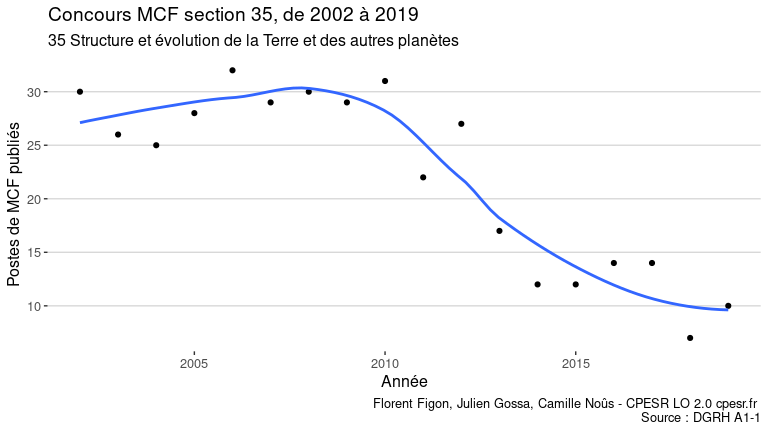 Concours MCF section 35, de 2002 à 2019
35 Structure et évolution de la Terre et des autres planètes
Postes de MCF publiés
30
25
20
15
10
2005
2010
2015
Année
Florent Figon, Julien Gossa, Camille Noûs - CPESR LO 2.0 cpesr.fr
Source : DGRH A1-1